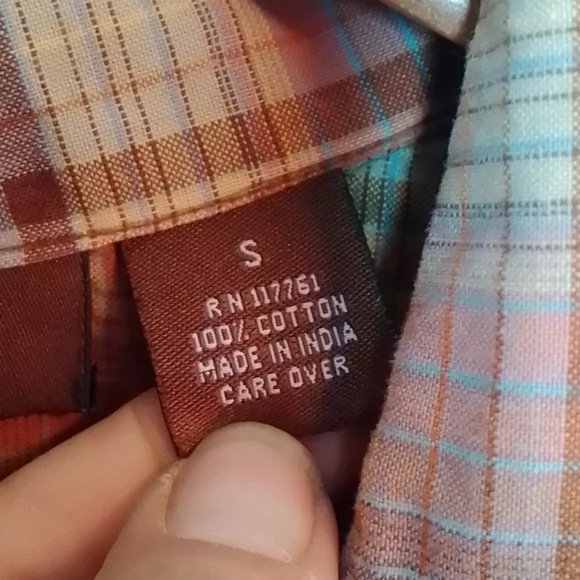 S
RN 117761
100% COTTON
MADE IN INDIA
CARE OVER